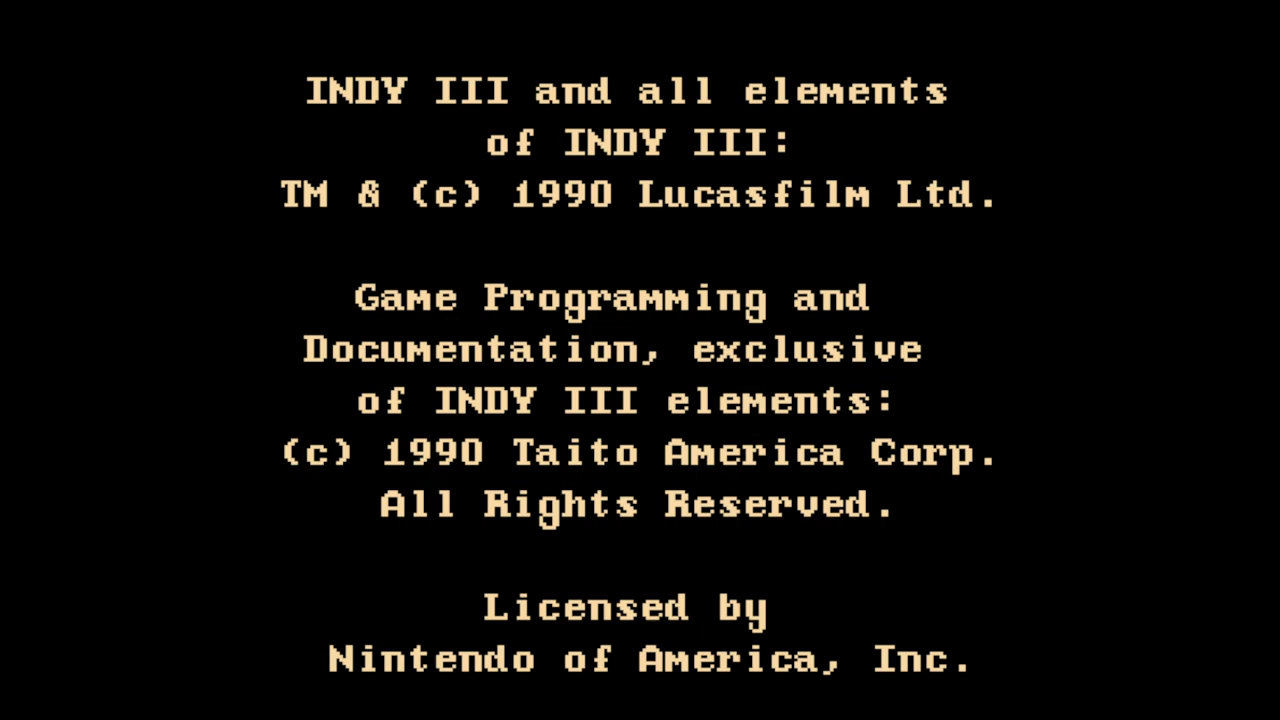 INDY III and all elements
of INDY III:
TM & (c) 1990 Lucasfilm Ltd.
Game Programming and
Documentation, exclusive
of INDY III elements:
(c) 1990 Taito America Corp.
All Rights Reserved.
Licensed by
Nintendo of America, Inc.